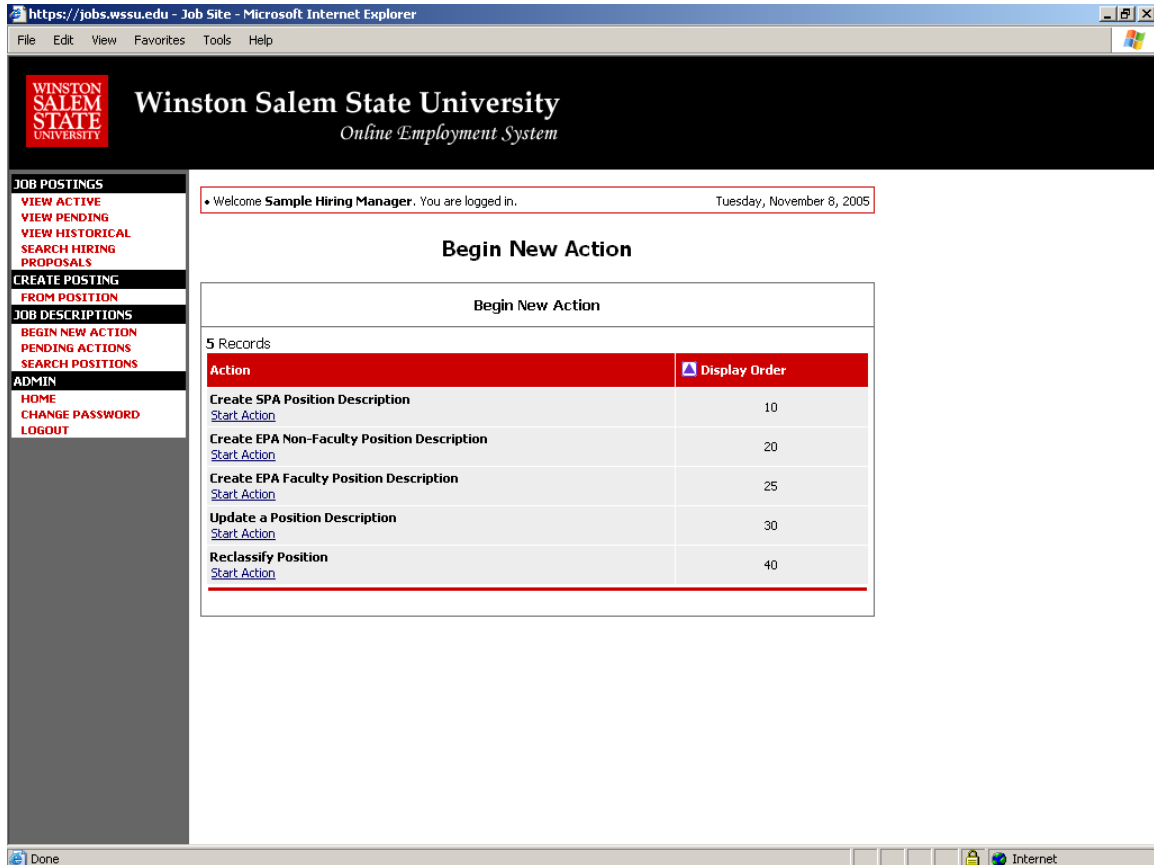 https://jobs.wssu.edu - Job Site - Microsoft Internet Explorer
File Edit View Favorites Tools Help
WINSTON
SALEM
STATE
UNIVERSITY
Winston Salem State University
Online Employment System
JOB POSTINGS
VIEW ACTIVE
VIEW PENDING
VIEW HISTORICAL
SEARCH HIRING
PROPOSALS
CREATE POSTING
FROM POSITION
JOB DESCRIPTIONS
BEGIN NEW ACTION
PENDING ACTIONS
SEARCH POSITIONS
ADMIN
HOME
CHANGE PASSWORD
LOGOUT
• Welcome Sample Hiring Manager. You are logged in. Tuesday, November 8, 2005
Begin New Action
Begin New Action
5 Records
Action Display Order
Create SPA Position Description
Start Action
10
Create EPA Non-Faculty Position Description
Start Action
20
Create EPA Faculty Position Description
Start Action
25
Update a Position Description
Start Action
30
Reclassify Position
Start Action
40
Done Internet